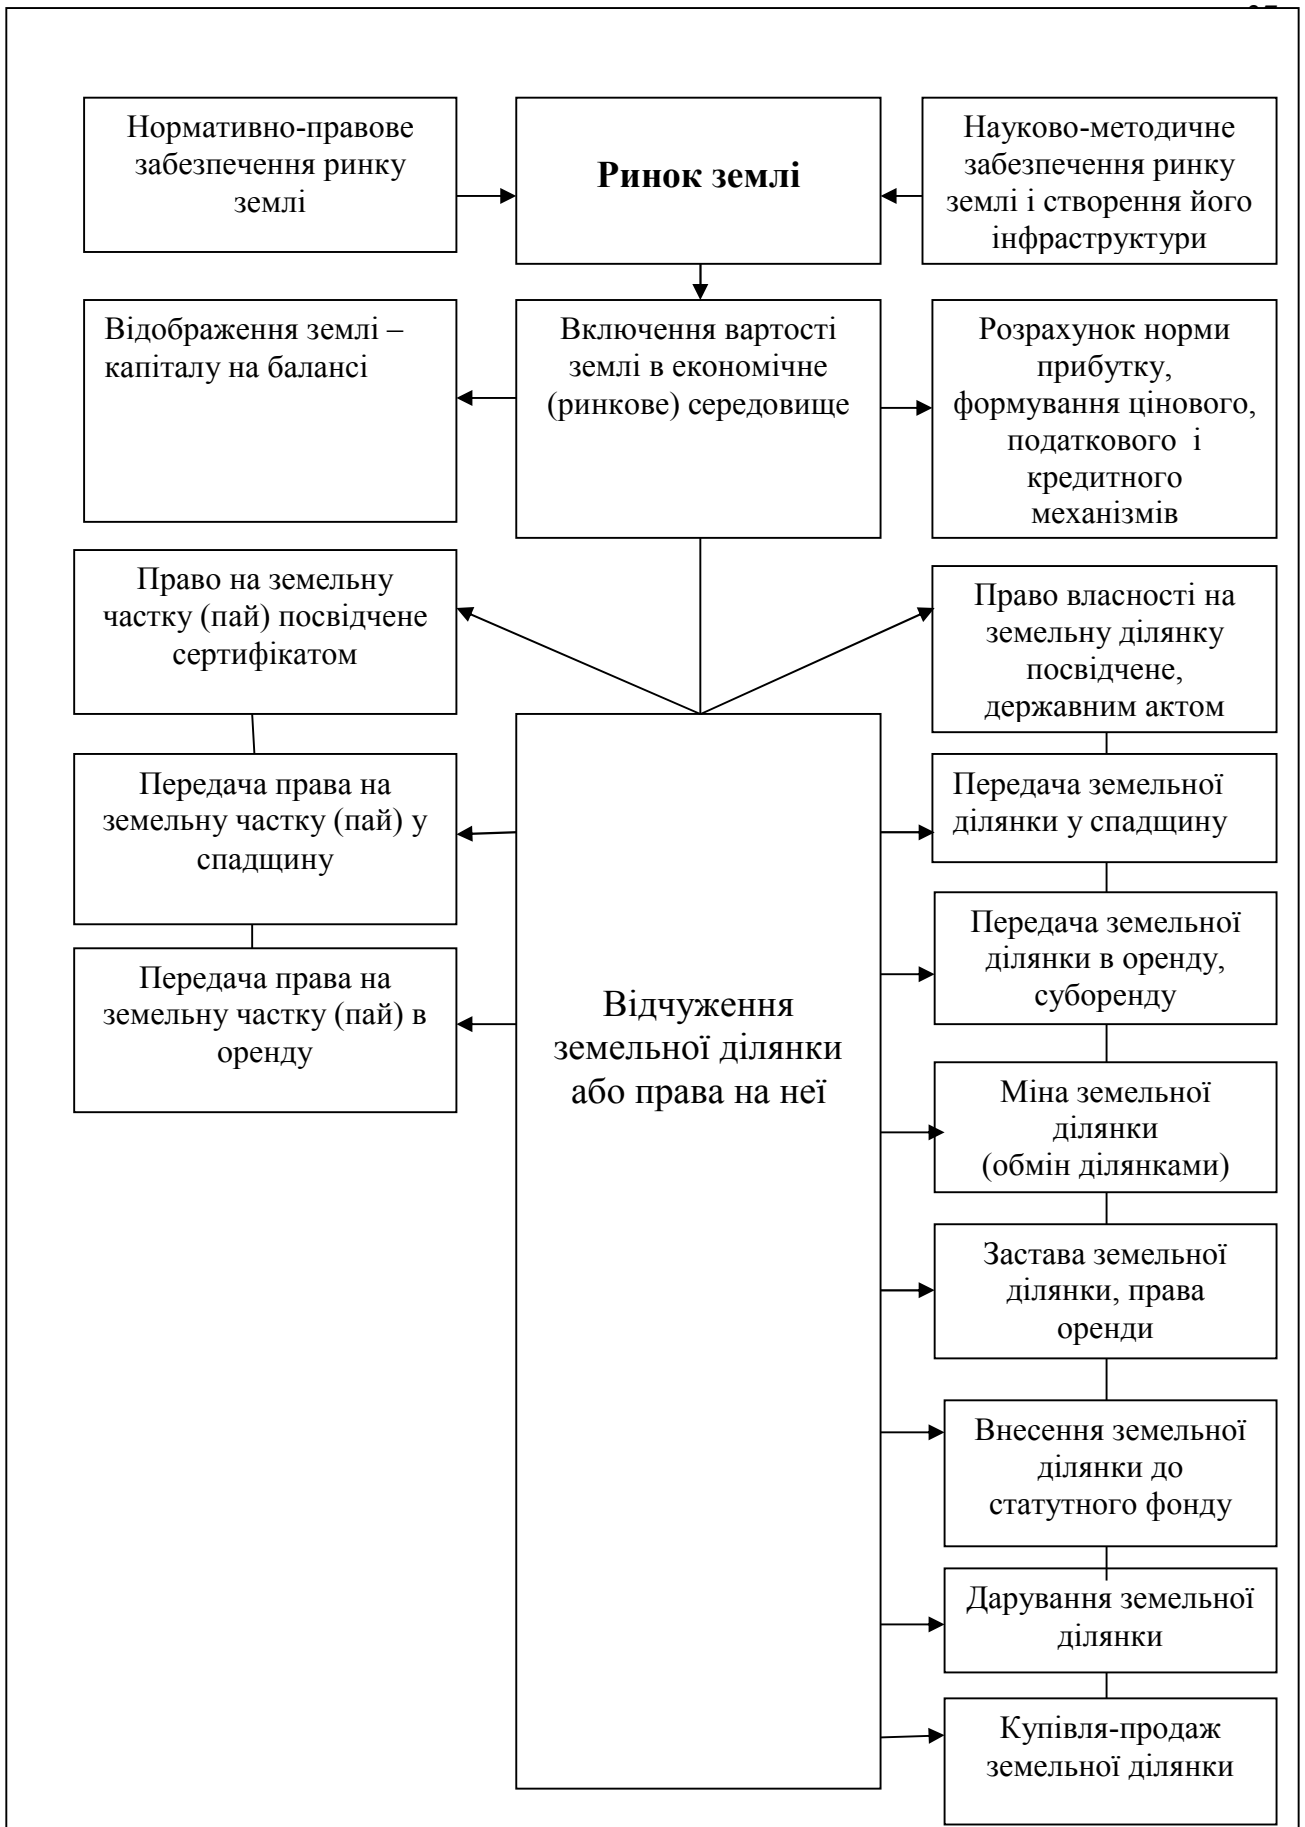 Нормативно-правове
забезпечення ринку
землі
Ринок землі
Науково-методичне
забезпечення ринку
землі і створення його
інфраструктури
Відображення землі –
капіталу на балансі
Включення вартості
землі в економічне
(ринкове) середовище
Розрахунок норми
прибутку,
формування цінового,
податкового і
кредитного
механізмів
Право на земельну
частку (пай) посвідчене
сертифікатом
Право власності на
земельну ділянку
посвідчене,
державним актом
Передача права на
земельну частку (пай) у
спадщину
Передача права на
земельну частку (пай) в
оренду
Відчуження
земельної ділянки
або права на неї
Передача земельної
ділянки у спадщину
Передача земельної
ділянки в оренду,
суборенду
Міна земельної
ділянки
(обмін ділянками)
Застава земельної
ділянки, права
оренди
Внесення земельної
ділянки до
статутного фонду
Дарування земельної
ділянки
Купівля-продаж
земельної ділянки